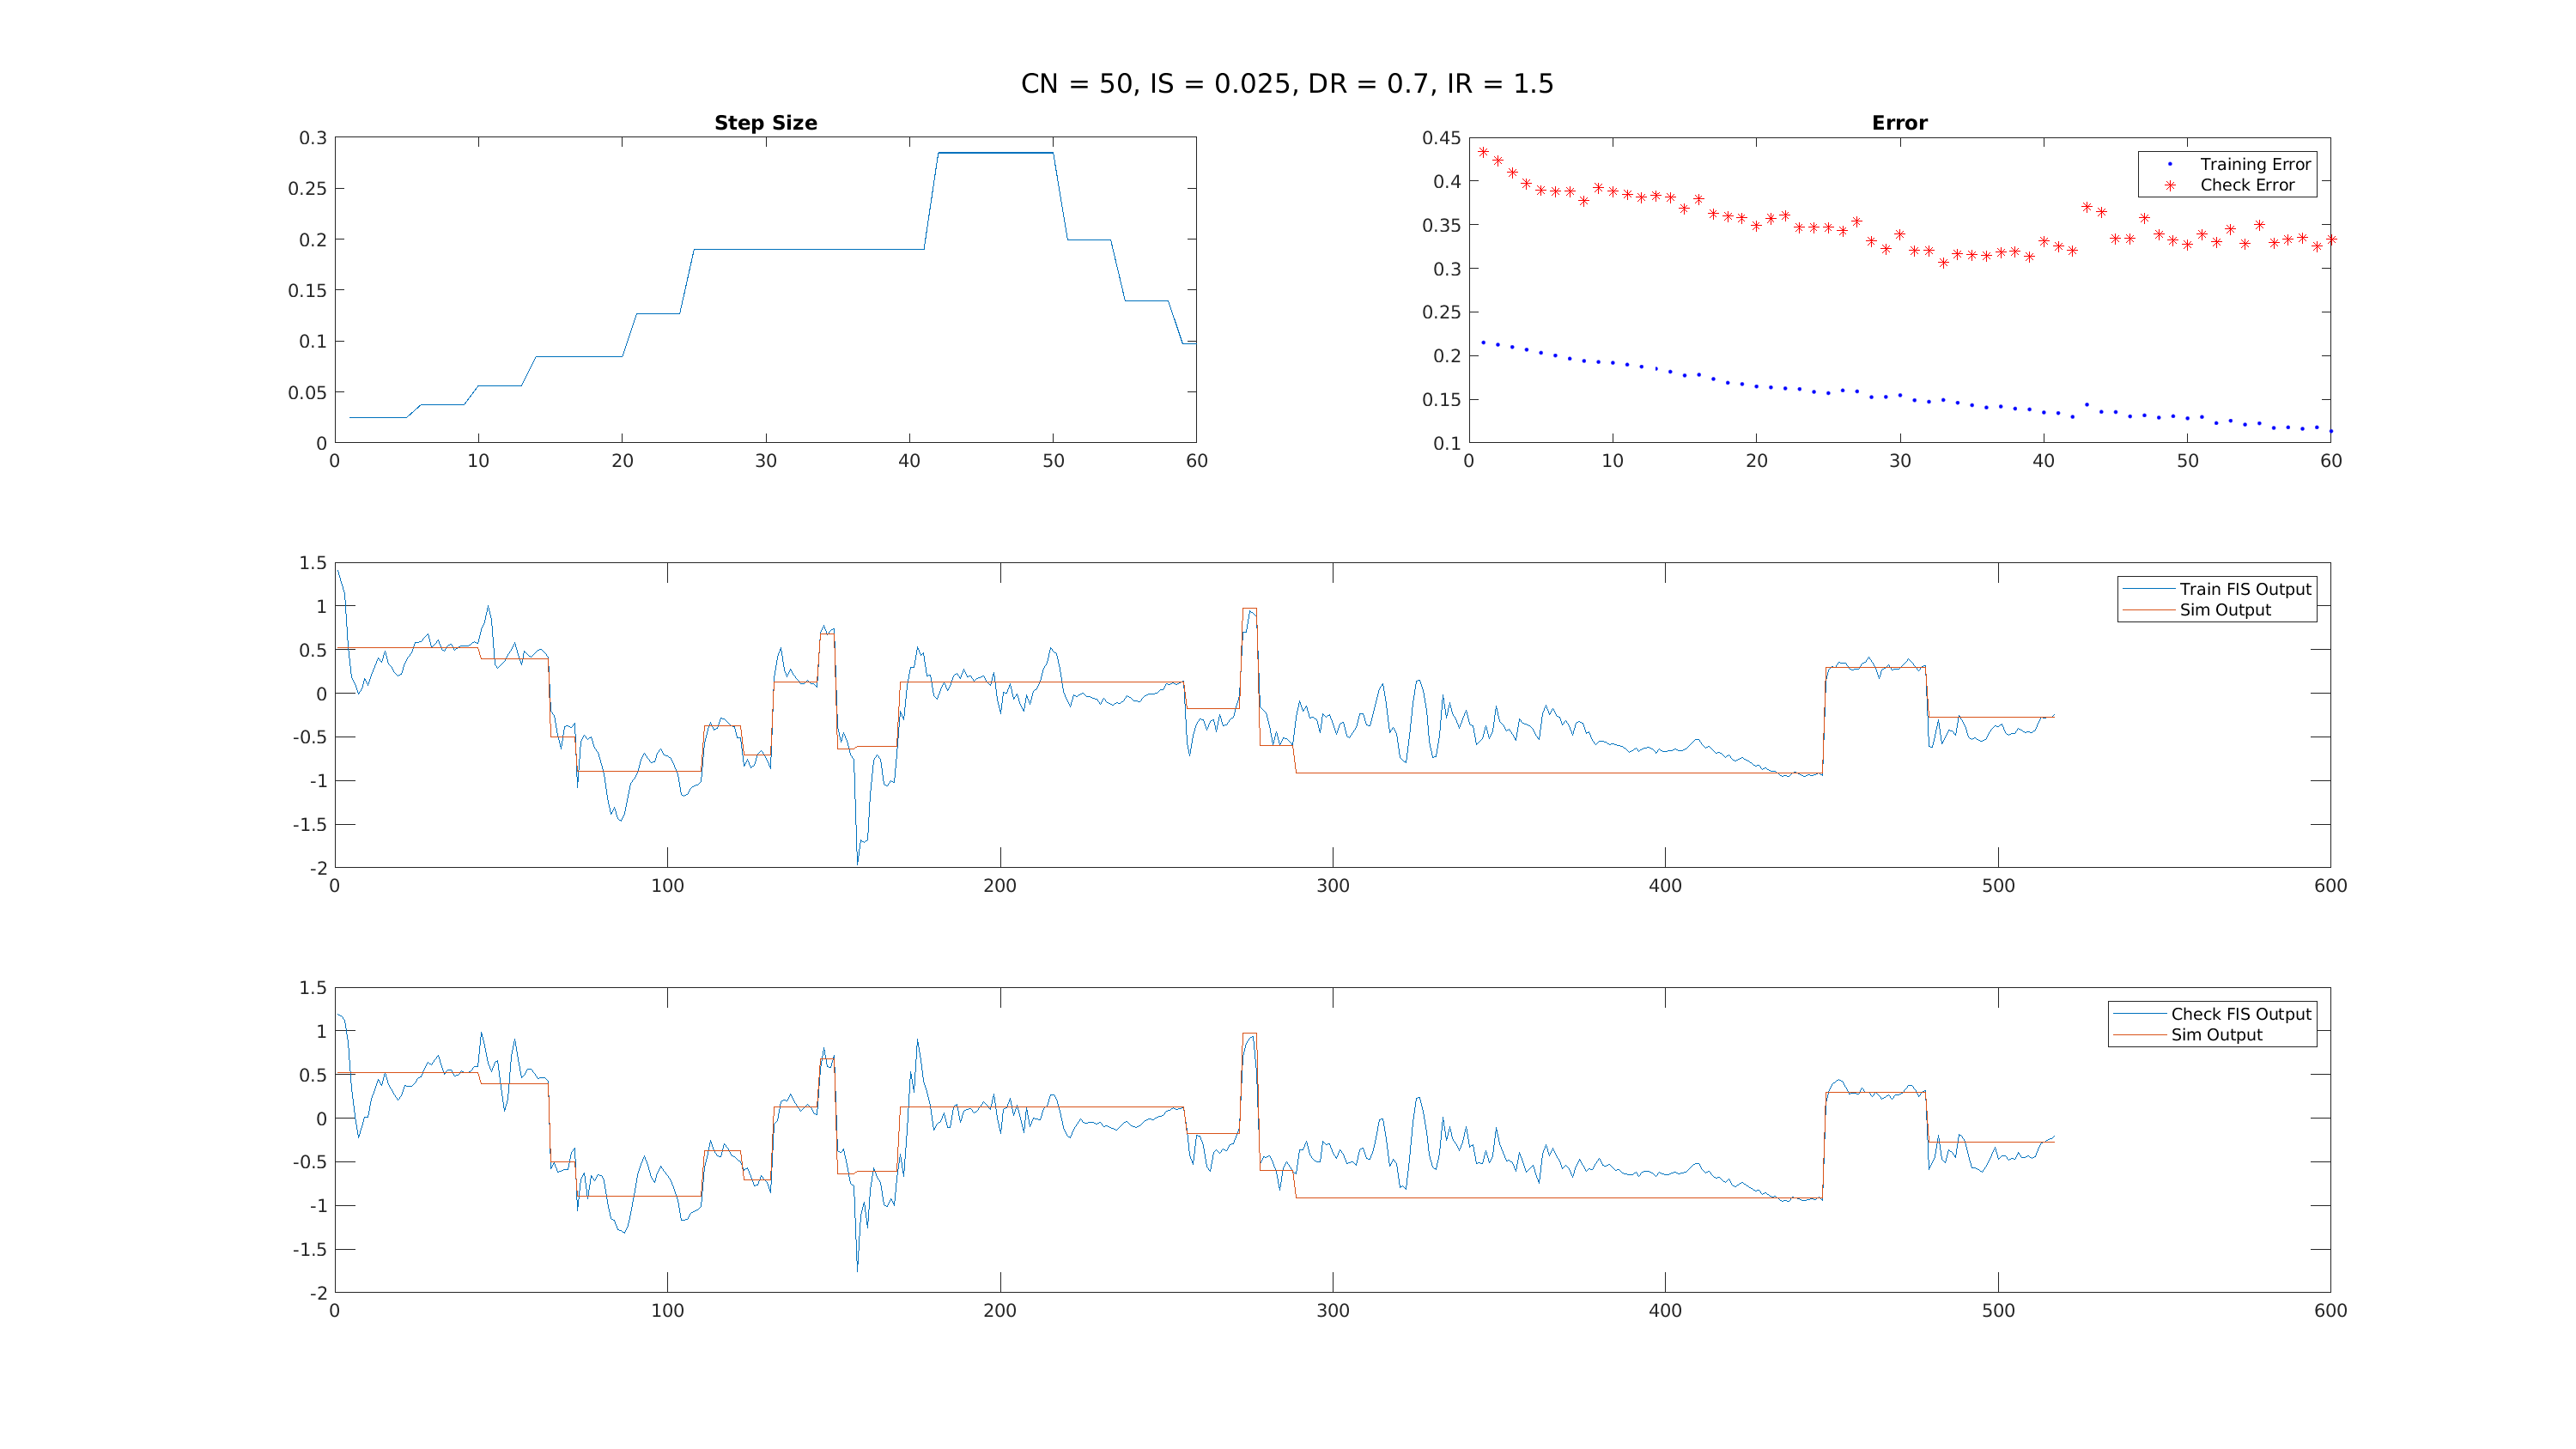 CN = 50, IS = 0.025, DR = 0.7, IR = 1.5
Step Size
0.3
0.25
0.2
0.15
0.1
0.05
0
0 10 20 30 40 50 60
Error
0.45
0.4
0.35
0.3
0.25
0.2
0.15
0.1
0 10 20 30 40 50 60
Training Error
Check Error
1.5
1
0.5
0
-0.5
-1
-1.5
-2
0 100 200 300 400 500 600
Train FIS Output
Sim Output
1.5
1
0.5
0
-0.5
-1
-1.5
-2
0 100 200 300 400 500 600
Check FIS Output
Sim Output